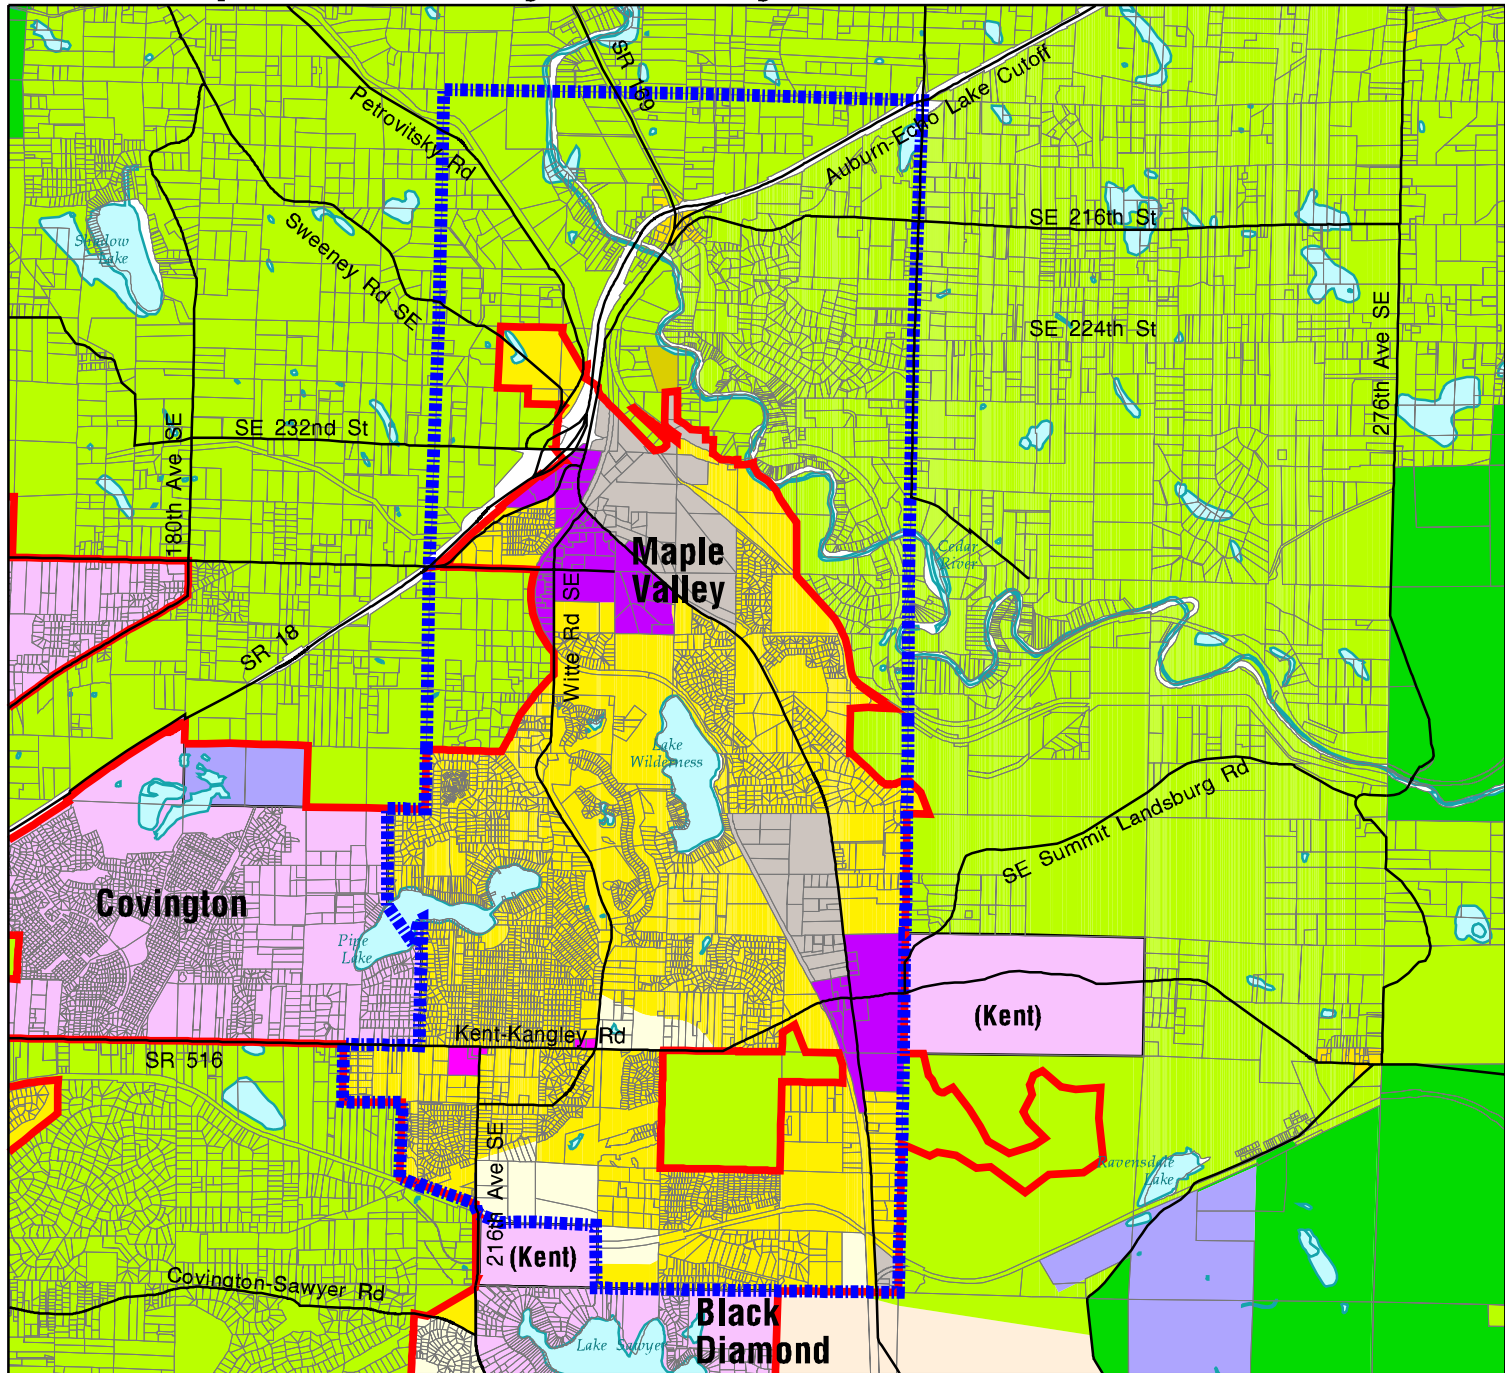 SR 169
Petrovitsky Rd
Auburn-Echo Lake Cutoff
Shadow
Lake
Sweeney Rd SE
SE 216th St
SE 224th St
276th Ave SE
180th Ave SE
SE 232nd St
Maple
Valley
Cedar
River
Witte Rd SE
SR 18
Lake
Wilderness
SE Summit Landsburg Rd
Covington
Pipe
Lake
(Kent)
Kent-Kangley Rd
SR 516
216th Ave SE
Ravensdale
Lake
(Kent)
Covington-Sawyer Rd
Black
Diamond
Lake Sawyer